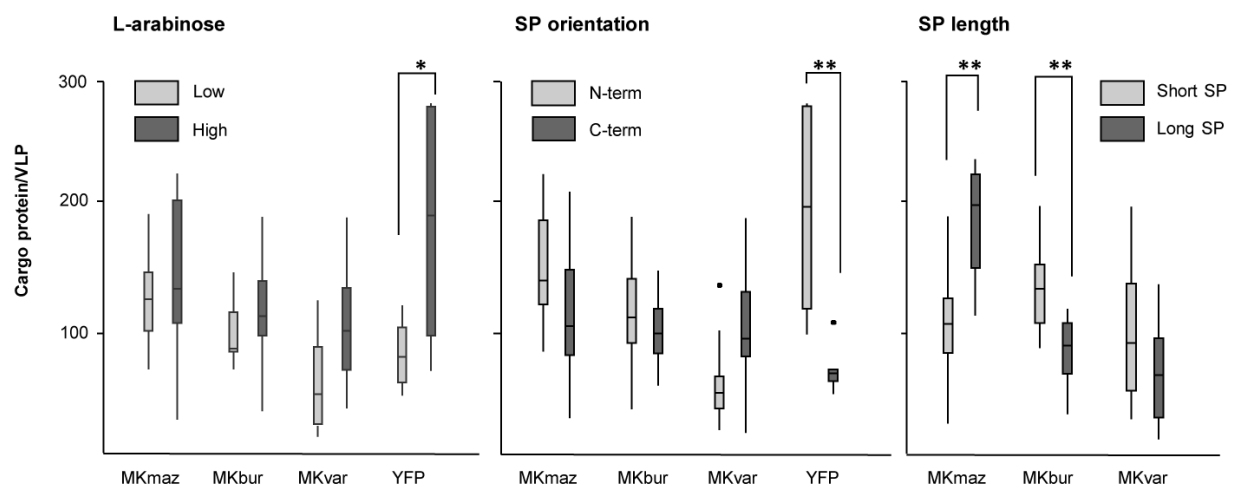 L-arabinose
SP orientation
SP length
Cargo protein/VLP
300
200
100
Low
High
*
MKmaz MKbur MKvar YFP
N-term
C-term
**
MKmaz MKbur MKvar YFP
Short SP
Long SP
** **
MKmaz MKbur MKvar